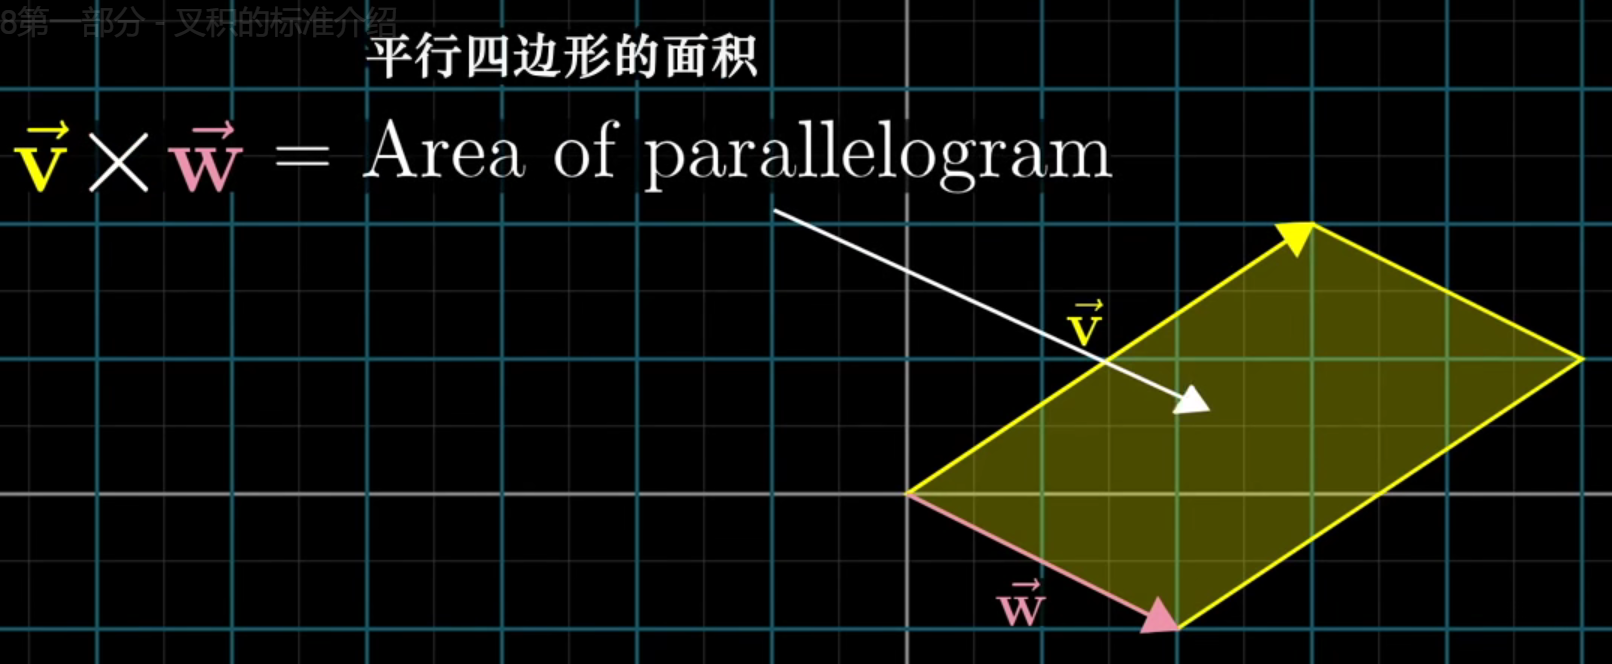 8第一部分 - 叉积的标准介绍
平行四边形的面积
v⃗ × w⃗ = Area of parallelogram
v⃗
w⃗